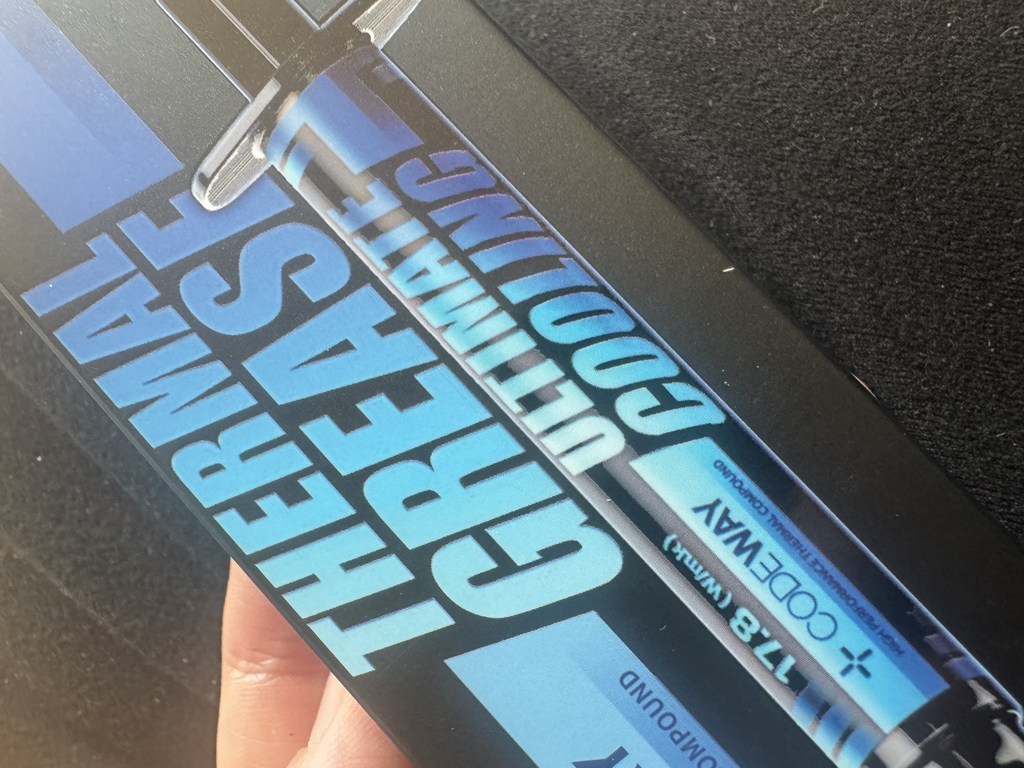 THERMAL
GREASE
ULTIMATE
COOLING
17.8 (W/mk)
CODEWAY
HIGH PERFORMANCE THERMAL COMPOUND
COMPOUND